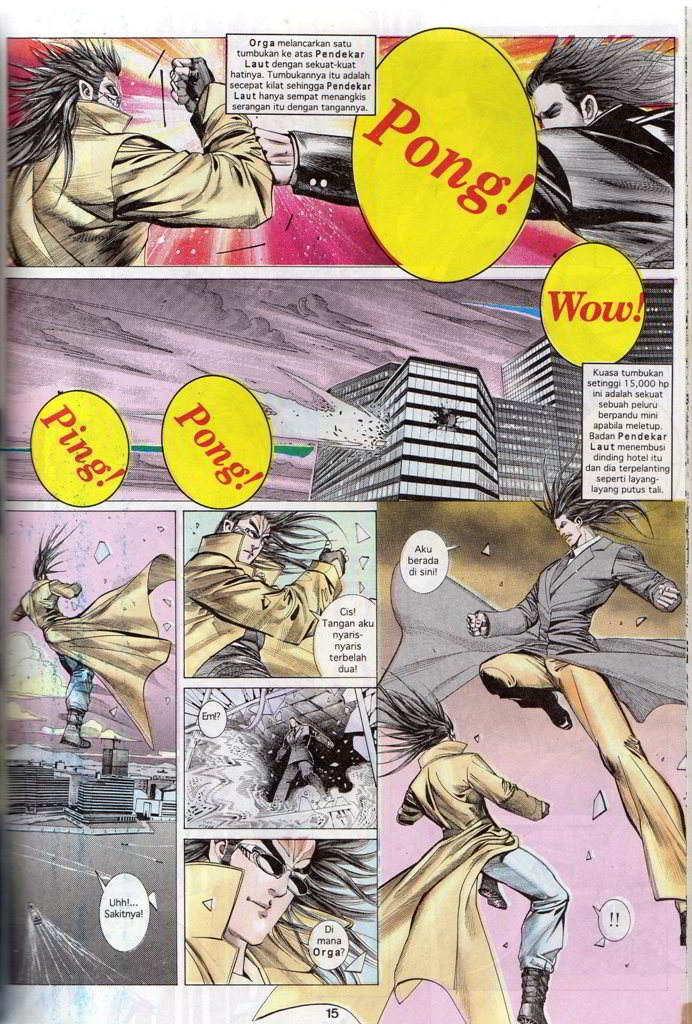 Orga melancarkan satu
tumbukan ke atas Pendekar
Laut dengan sekuat-kuat
hatinya. Tumbukannya itu adalah
secepat kilat sehingga Pendekar
Laut hanya sempat menangkis
serangan itu dengan tangannya.
Pong!
Wow!
Kuasa tumbukan
setinggi 15,000 hp
ini adalah sekuat
sebuah peluru
berpandu mini
apabila meletup.
Badan Pendekar
Laut menembusi
dinding hotel itu
dan dia terpelanting
seperti layang-
layang putus tali.
Ping!
Pong!
Uhh!...
Sakitnya!
Cis!
Tangan aku
nyaris-
nyaris
terbelah
dua!
Em!?
Di
mana
Orga?
Aku
berada
di sini!
!!
15